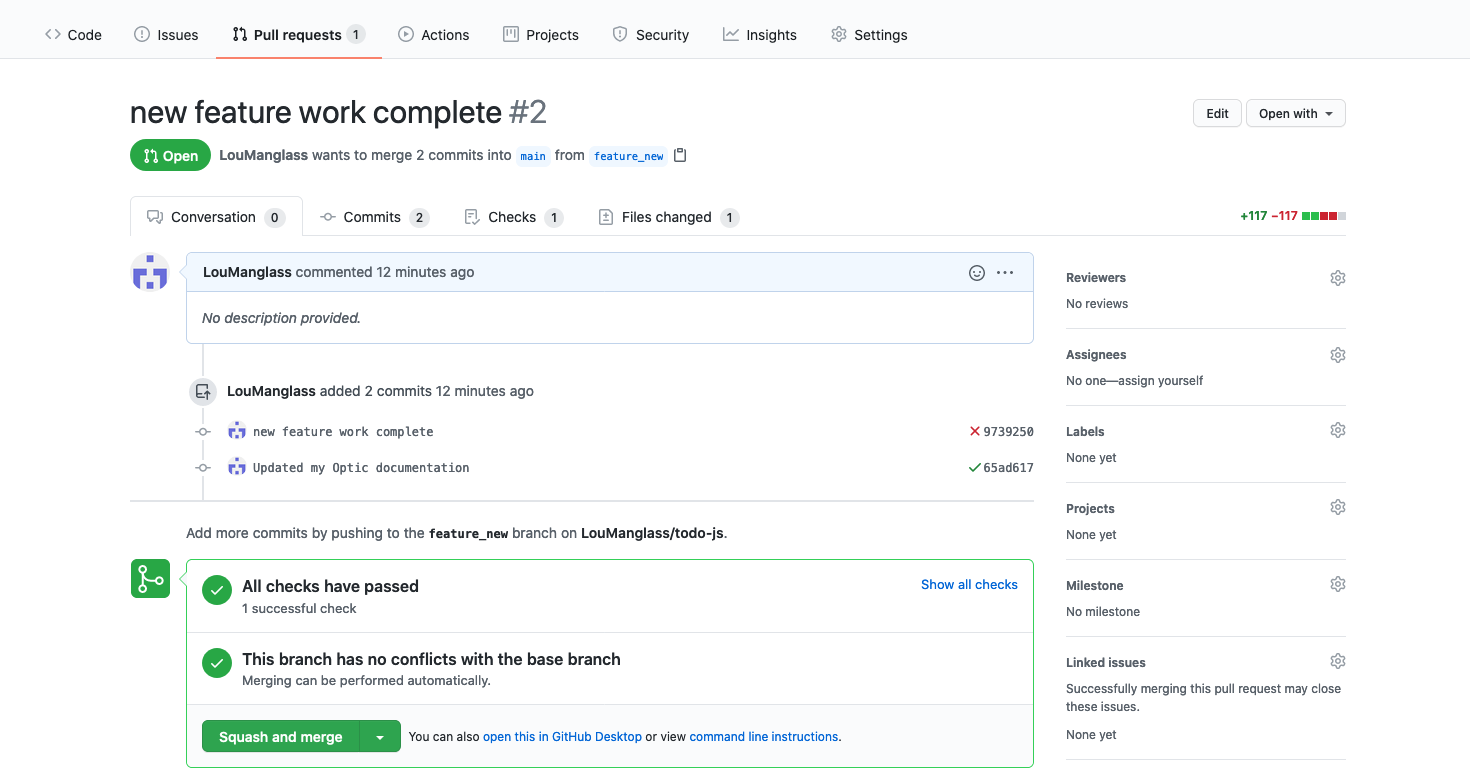 Code Issues Pull requests 1 Actions Projects Security Insights Settings
new feature work complete #2
Edit Open with
Open LouManglass wants to merge 2 commits into main from feature_new
Conversation 0 Commits 2 Checks 1 Files changed 1
+117 −117
LouManglass commented 12 minutes ago
No description provided.
LouManglass added 2 commits 12 minutes ago
new feature work complete 9739250
Updated my Optic documentation 65ad617
Add more commits by pushing to the feature_new branch on LouManglass/todo-js.
All checks have passed
1 successful check
Show all checks
This branch has no conflicts with the base branch
Merging can be performed automatically.
Squash and merge You can also open this in GitHub Desktop or view command line instructions.
Reviewers
No reviews
Assignees
No one—assign yourself
Labels
None yet
Projects
None yet
Milestone
No milestone
Linked issues
Successfully merging this pull request may close
these issues.
None yet